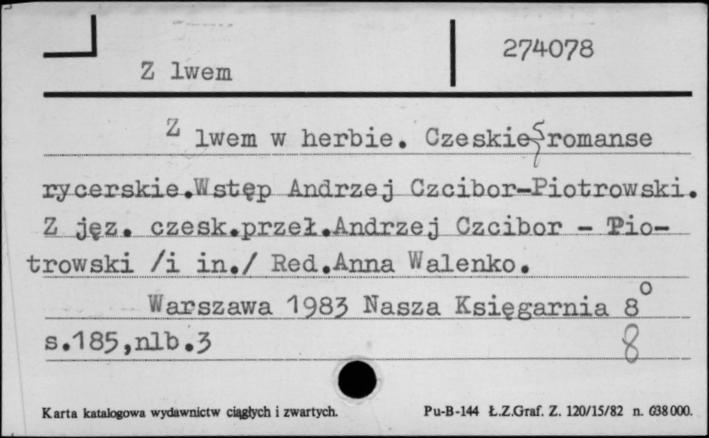 274078
Z lwem
Z lwem w herbie. Czeskie romanse
rycerskie.Wstęp Andrzej Czcibor-Piotrowski.
Z jęz. czesk.przeł.Andrzej Czcibor - Pio-
trowski /i in./ Red.Anna Walenko.
Warszawa 1983 Nasza Księgarnia 8°
s.185,nlb.3 8
Karta katalogowa wydawnictw ciągłych i zwartych. Pu-B-144 Ł.Z.Graf. Z. 120/15/82 n. 638000.